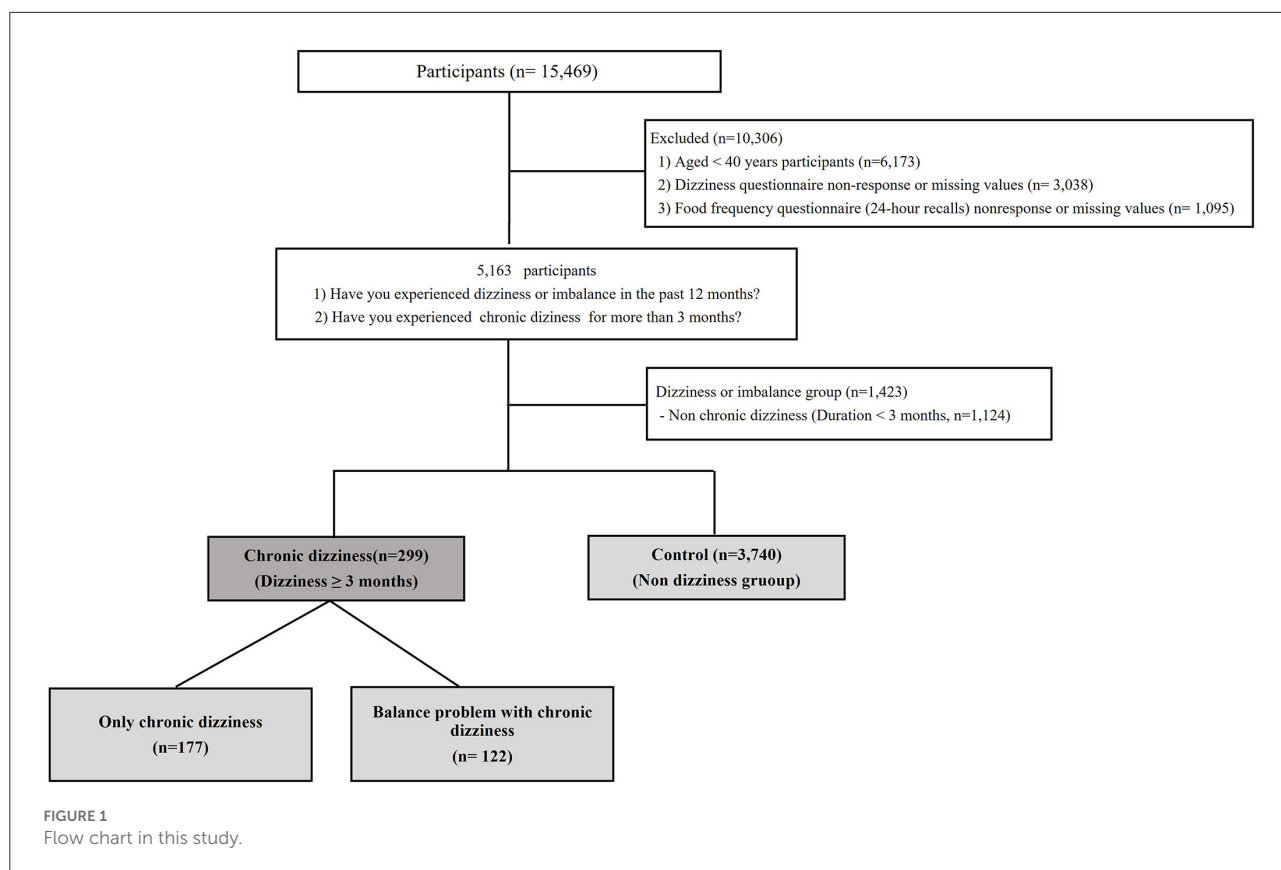 Participants (n= 15,469)
Excluded (n=10,306)
1) Aged < 40 years participants (n=6,173)
2) Dizziness questionnaire non-response or missing values (n= 3,038)
3) Food frequency questionnaire (24-hour recalls) nonresponse or missing values (n= 1,095)
5,163 participants
1) Have you experienced dizziness or imbalance in the past 12 months?
2) Have you experienced chronic diziness for more than 3 months?
Dizziness or imbalance group (n=1,423)
- Non chronic dizziness (Duration < 3 months, n=1,124)
Chronic dizziness(n=299)
(Dizziness ≥ 3 months)
Control (n=3,740)
(Non dizziness gruoup)
Only chronic dizziness
(n=177)
Balance problem with chronic
dizziness
(n= 122)
FIGURE 1
Flow chart in this study.